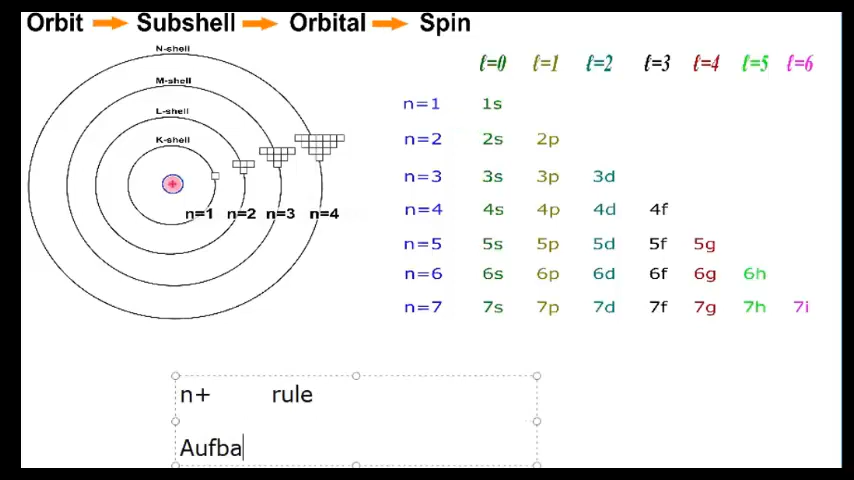 Orbit → Subshell → Orbital → Spin
N-shell
M-shell
L-shell
K-shell
+
n=1 n=2 n=3 n=4
ℓ=0 ℓ=1 ℓ=2 ℓ=3 ℓ=4 ℓ=5 ℓ=6
n=1 1s
n=2 2s 2p
n=3 3s 3p 3d
n=4 4s 4p 4d 4f
n=5 5s 5p 5d 5f 5g
n=6 6s 6p 6d 6f 6g 6h
n=7 7s 7p 7d 7f 7g 7h 7i
n+ rule
Aufba